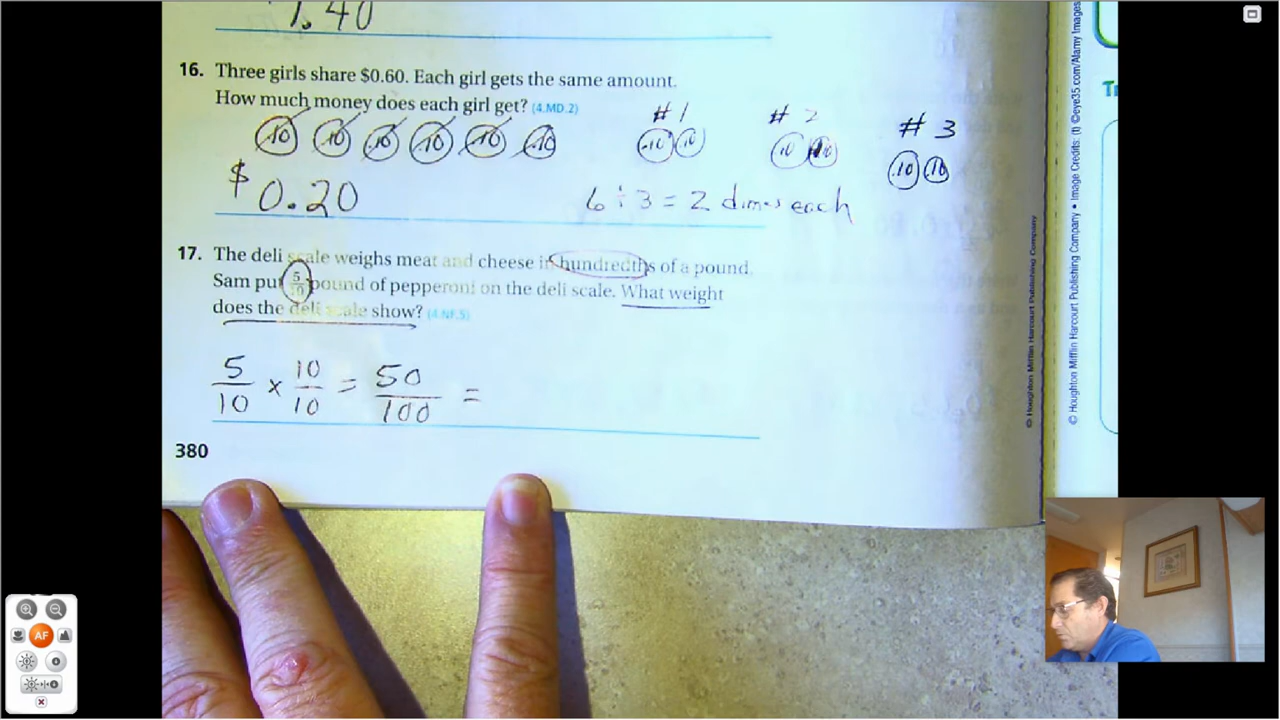 1.40
16. Three girls share $0.60. Each girl gets the same amount.
How much money does each girl get? (4.MD.2)
.10 .10 .10 .10 .10 .10
#1
.10 .10
#2
10 10
#3
.10 .10
$0.20
6 ÷ 3 = 2 dimes each
17. The deli scale weighs meat and cheese in hundredths of a pound.
Sam put 5/10 pound of pepperoni on the deli scale. What weight
does the deli scale show? (4.NF.5)
5/10 × 10/10 = 50/100 =
380
© Houghton Mifflin Harcourt Publishing Company
© Houghton Mifflin Harcourt Publishing Company • Image Credits: (t) ©eye35.com/Alamy Images
AF